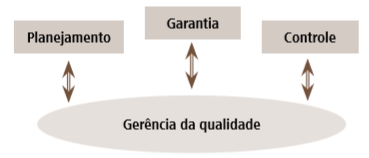 Planejamento
Garantia
Controle
Gerência da qualidade